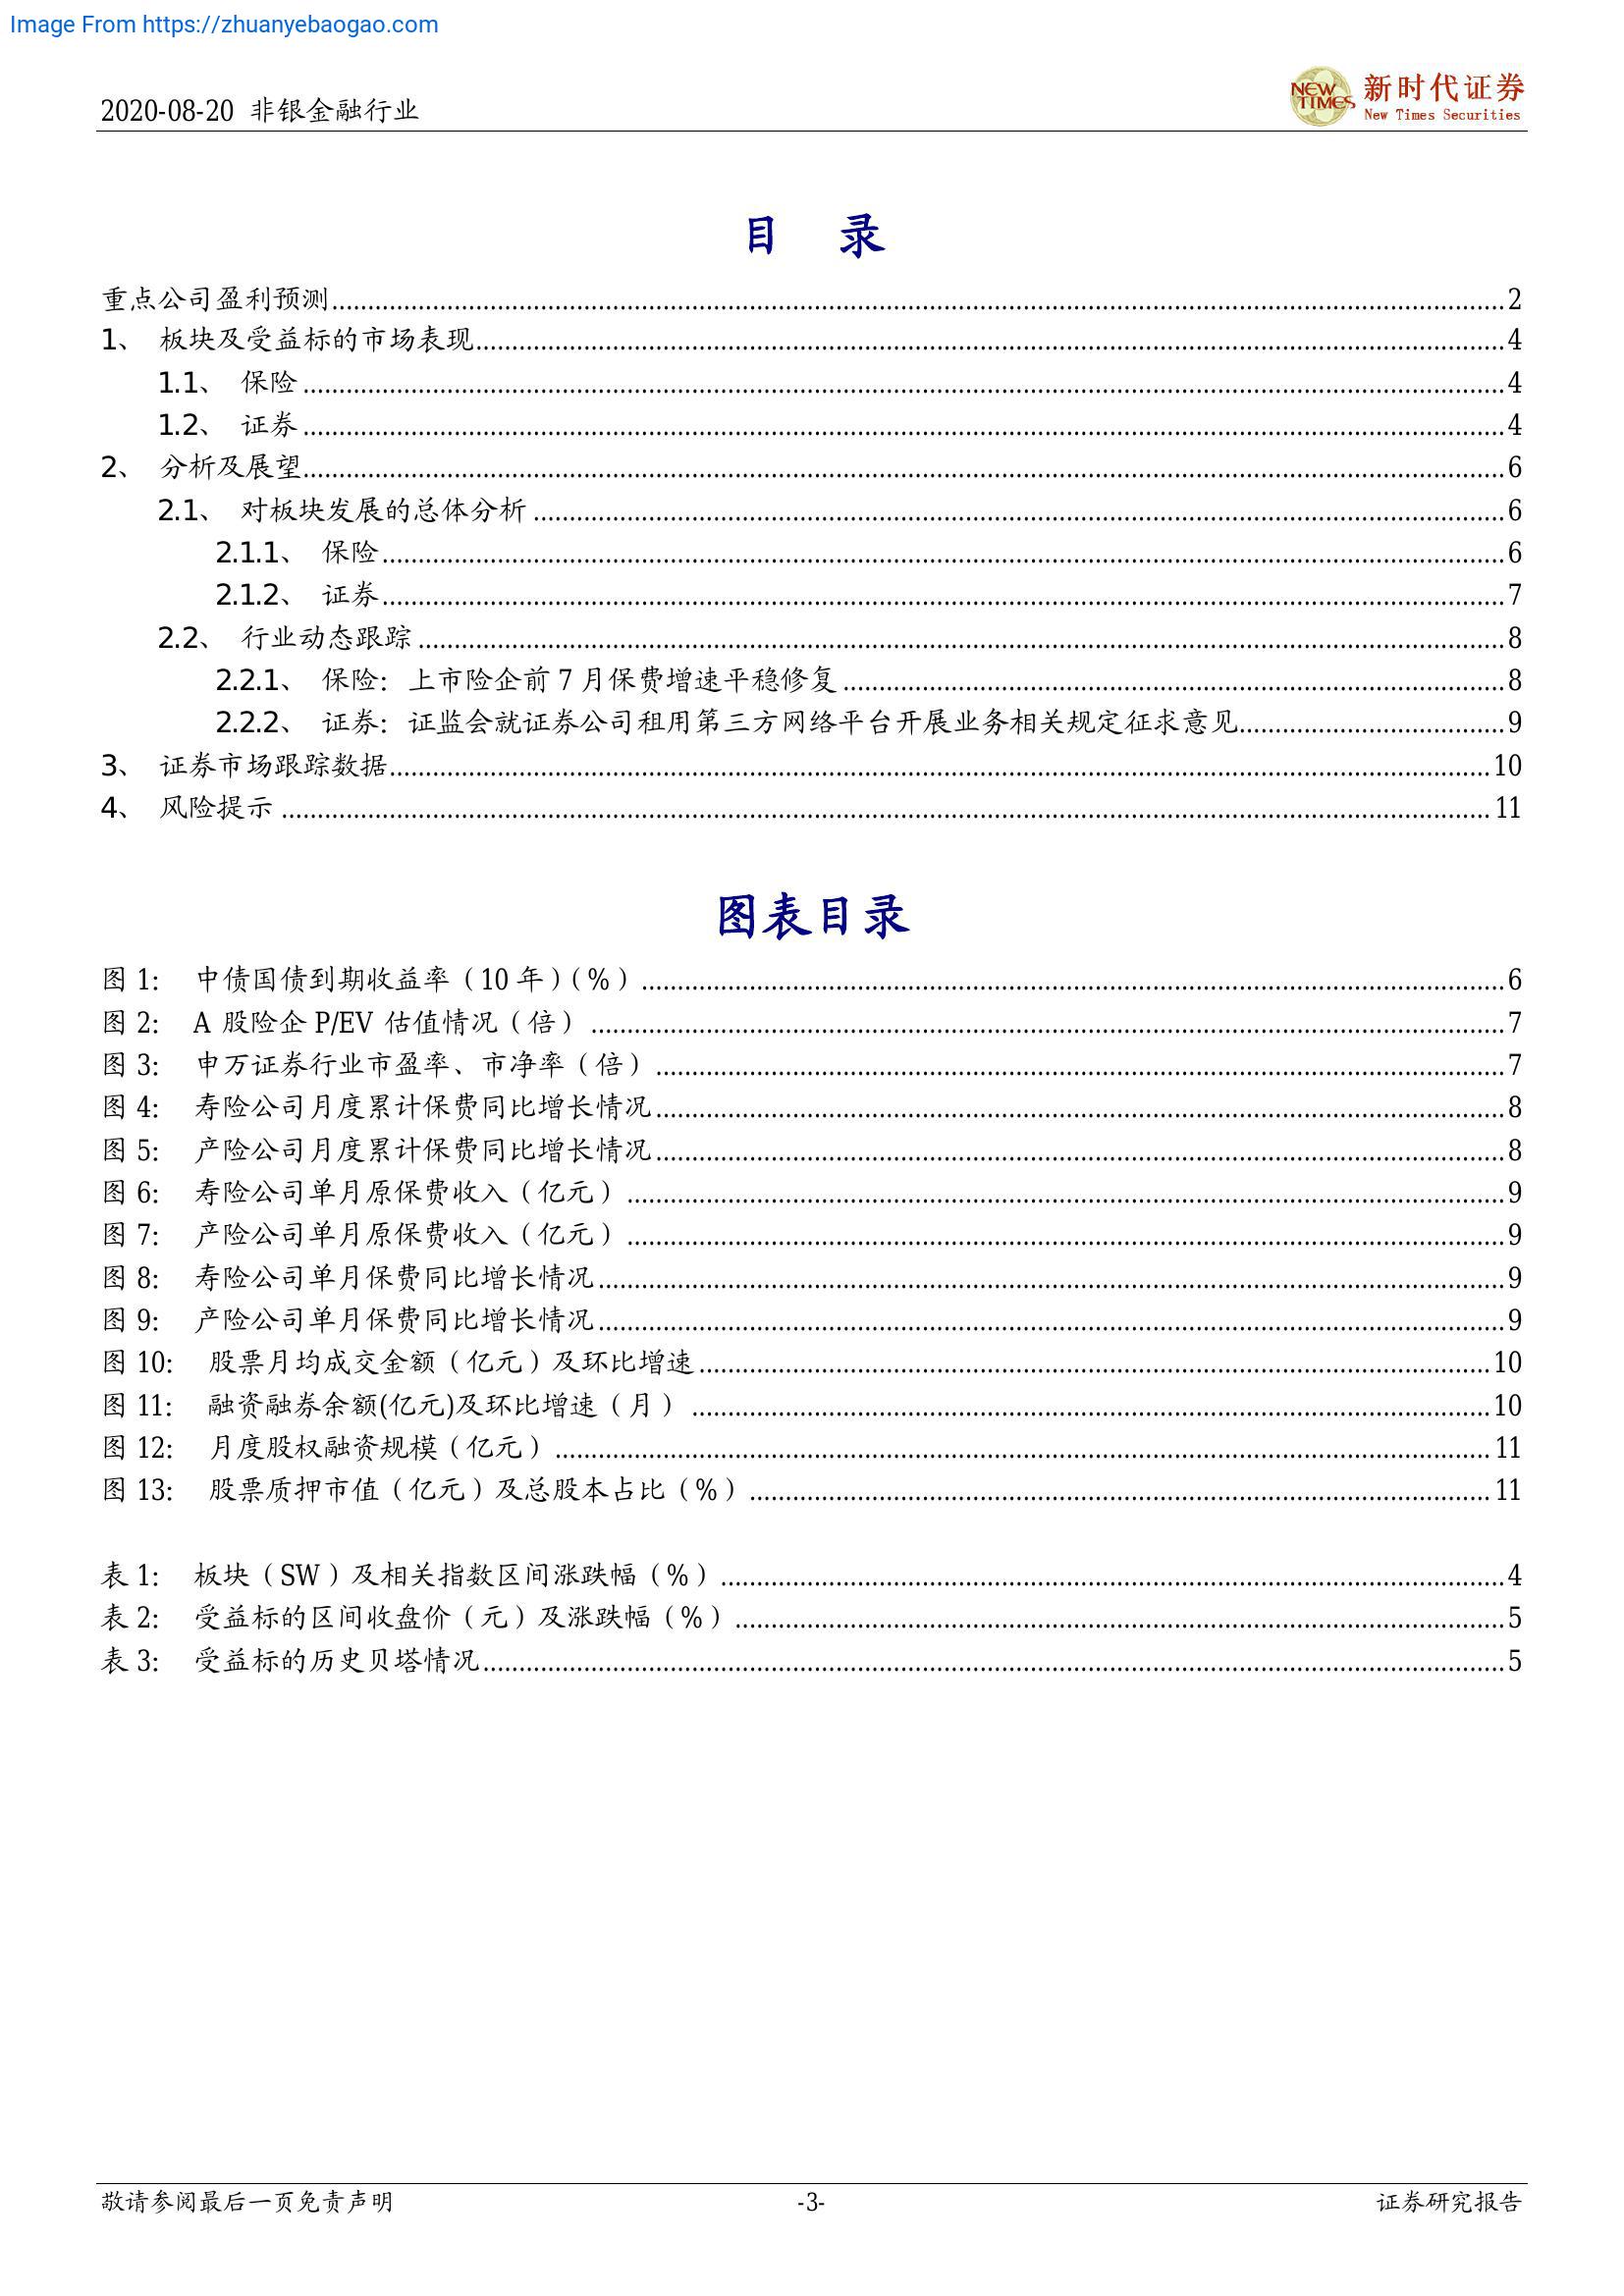 Image From https://zhuanyebaogao.com
2020-08-20 非银金融行业
NEW TIMES
新时代证券
New Times Securities
目 录
重点公司盈利预测 2
1、 板块及受益标的市场表现 4
1.1、 保险 4
1.2、 证券 4
2、 分析及展望 6
2.1、 对板块发展的总体分析 6
2.1.1、 保险 6
2.1.2、 证券 7
2.2、 行业动态跟踪 8
2.2.1、 保险：上市险企前 7 月保费增速平稳修复 8
2.2.2、 证券：证监会就证券公司租用第三方网络平台开展业务相关规定征求意见 9
3、 证券市场跟踪数据 10
4、 风险提示 11
图表目录
图 1： 中债国债到期收益率（10 年）（%） 6
图 2： A 股险企 P/EV 估值情况（倍） 7
图 3： 申万证券行业市盈率、市净率（倍） 7
图 4： 寿险公司月度累计保费同比增长情况 8
图 5： 产险公司月度累计保费同比增长情况 8
图 6： 寿险公司单月原保费收入（亿元） 9
图 7： 产险公司单月原保费收入（亿元） 9
图 8： 寿险公司单月保费同比增长情况 9
图 9： 产险公司单月保费同比增长情况 9
图 10： 股票月均成交金额（亿元）及环比增速 10
图 11： 融资融券余额(亿元)及环比增速（月） 10
图 12： 月度股权融资规模（亿元） 11
图 13： 股票质押市值（亿元）及总股本占比（%） 11
表 1： 板块（SW）及相关指数区间涨跌幅（%） 4
表 2： 受益标的区间收盘价（元）及涨跌幅（%） 5
表 3： 受益标的历史贝塔情况 5
敬请参阅最后一页免责声明 -3- 证券研究报告